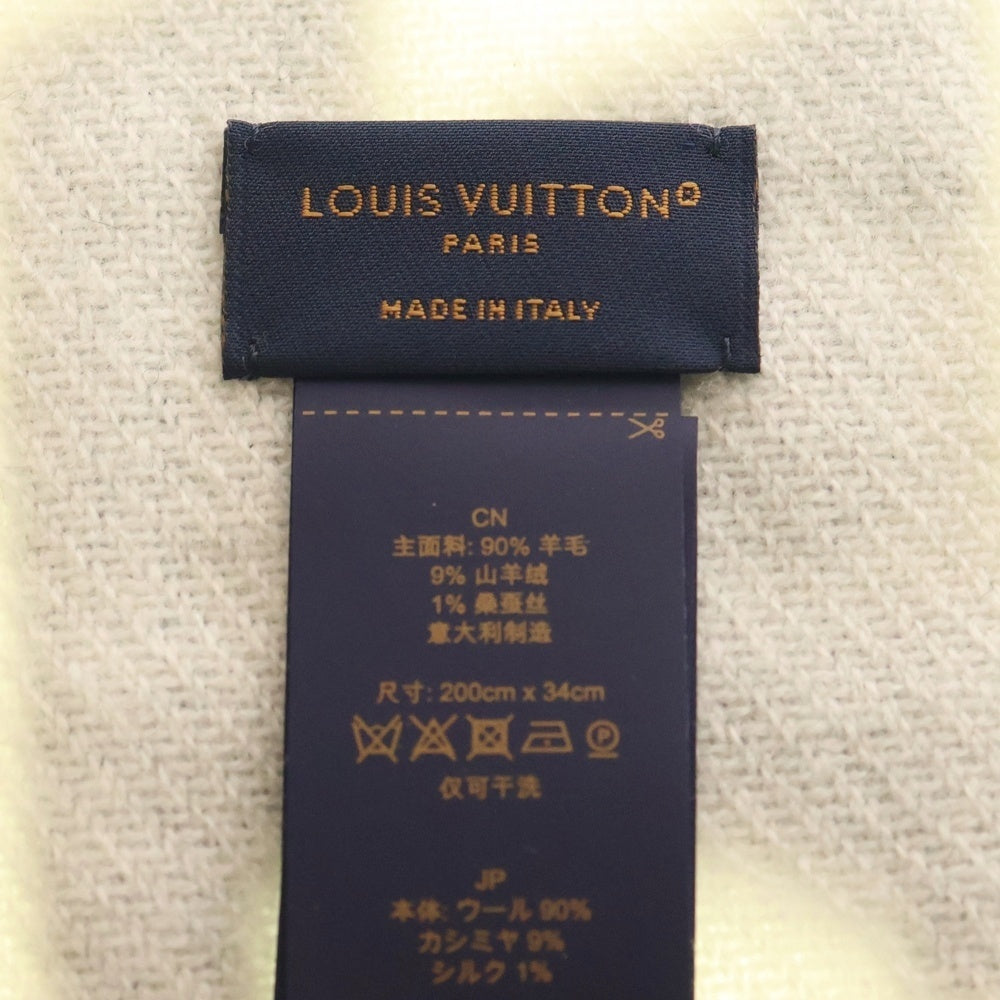 LOUIS VUITTON®
PARIS
MADE IN ITALY
CN
主面料: 90% 羊毛
9% 山羊绒
1% 桑蚕丝
意大利制造
尺寸: 200cm x 34cm
P
仅可干洗
JP
本体: ウール 90%
カシミヤ 9%
シルク 1%